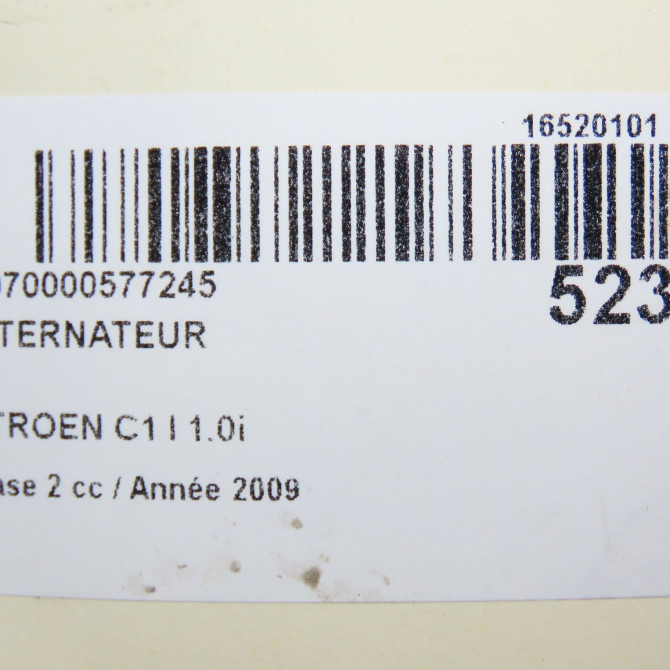 16520101
070000577245
523
TERNATEUR
TROEN C1 I 1.0i
ase 2 cc / Année 2009